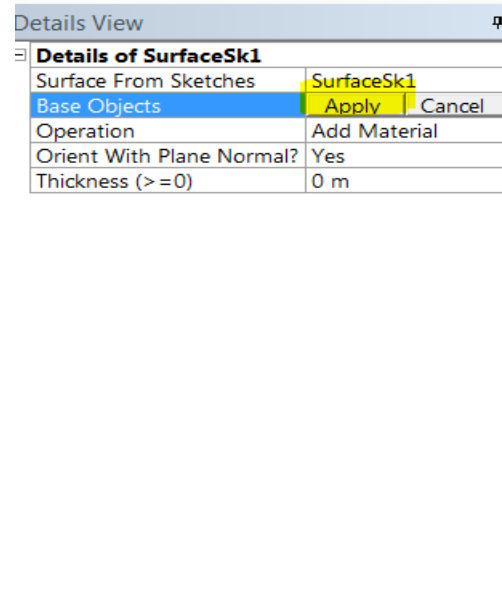 Details View
Details of SurfaceSk1
Surface From Sketches SurfaceSk1
Base Objects Apply Cancel
Operation Add Material
Orient With Plane Normal? Yes
Thickness (>=0) 0 m